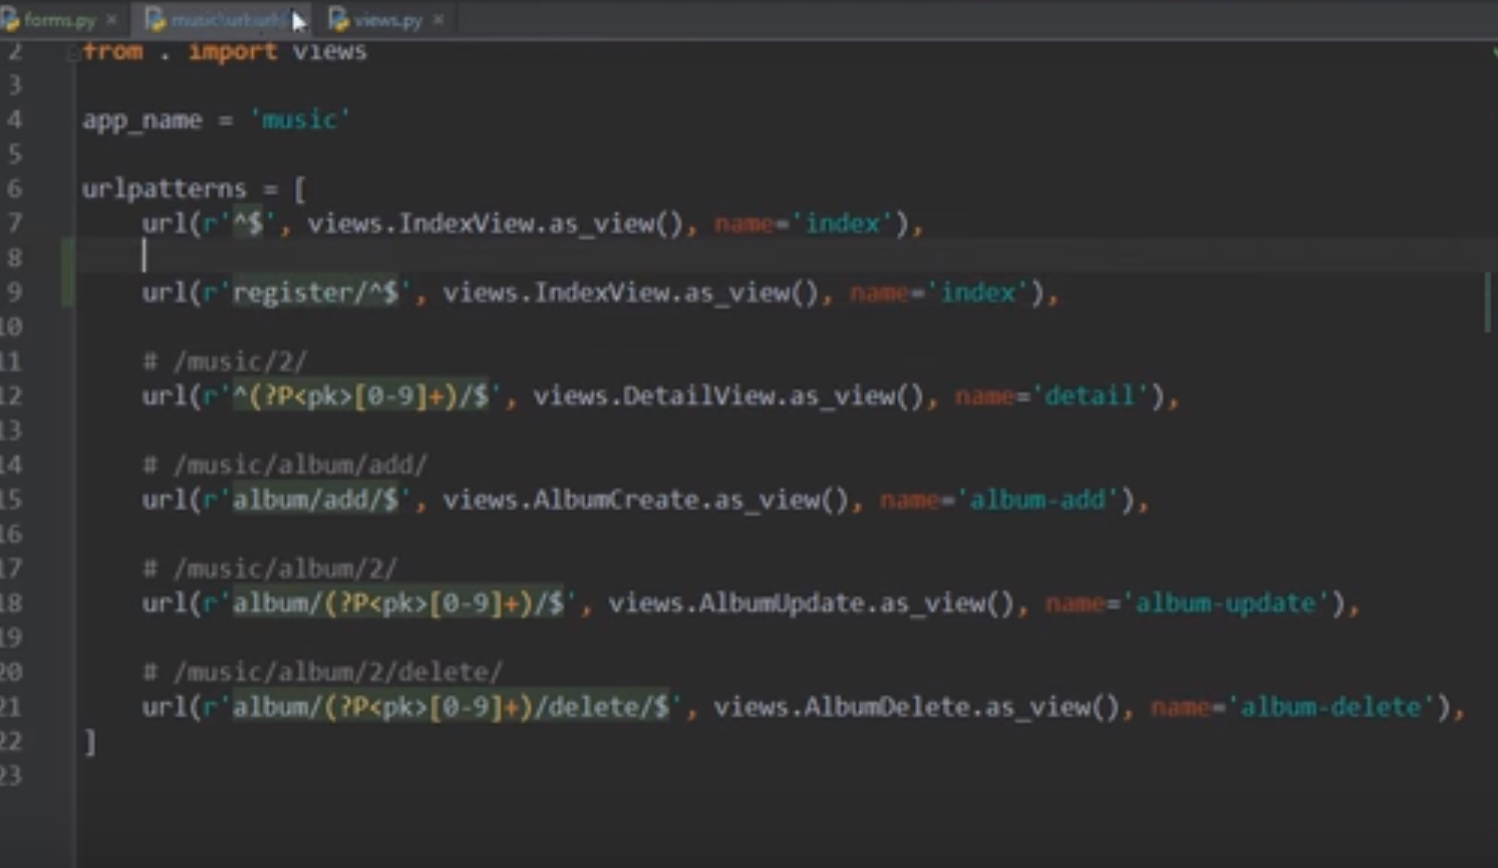 forms.py × views.py ×
2 from . import views
3
4 app_name = 'music'
5
6 urlpatterns = [
7 url(r'^$', views.IndexView.as_view(), name='index'),
8
9 url(r'register/^$', views.IndexView.as_view(), name='index'),
10
11 # /music/2/
12 url(r'^(?P<pk>[0-9]+)/$', views.DetailView.as_view(), name='detail'),
13
14 # /music/album/add/
15 url(r'album/add/$', views.AlbumCreate.as_view(), name='album-add'),
16
17 # /music/album/2/
18 url(r'album/(?P<pk>[0-9]+)/$', views.AlbumUpdate.as_view(), name='album-update'),
19
20 # /music/album/2/delete/
21 url(r'album/(?P<pk>[0-9]+)/delete/$', views.AlbumDelete.as_view(), name='album-delete'),
22 ]
23